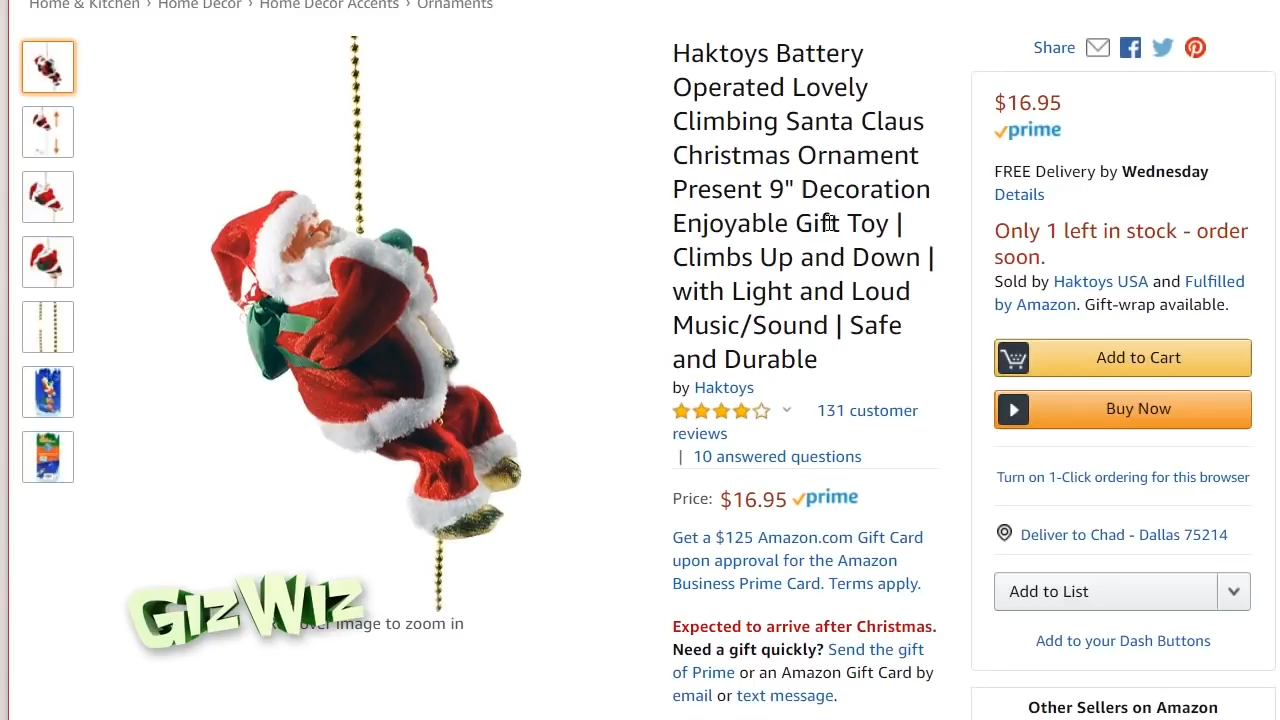 Home & Kitchen › Home Décor › Home Décor Accents › Ornaments
Haktoys Battery
Operated Lovely
Climbing Santa Claus
Christmas Ornament
Present 9" Decoration
Enjoyable Gift Toy |
Climbs Up and Down |
with Light and Loud
Music/Sound | Safe
and Durable
by Haktoys
131 customer
reviews
| 10 answered questions
Price: $16.95 prime
Get a $125 Amazon.com Gift Card
upon approval for the Amazon
Business Prime Card. Terms apply.
Expected to arrive after Christmas.
Need a gift quickly? Send the gift
of Prime or an Amazon Gift Card by
email or text message.
GIZWIZ
image to zoom in
Share
$16.95
prime
FREE Delivery by Wednesday
Details
Only 1 left in stock - order
soon.
Sold by Haktoys USA and Fulfilled
by Amazon. Gift-wrap available.
Add to Cart
Buy Now
Turn on 1-Click ordering for this browser
Deliver to Chad - Dallas 75214
Add to List
Add to your Dash Buttons
Other Sellers on Amazon